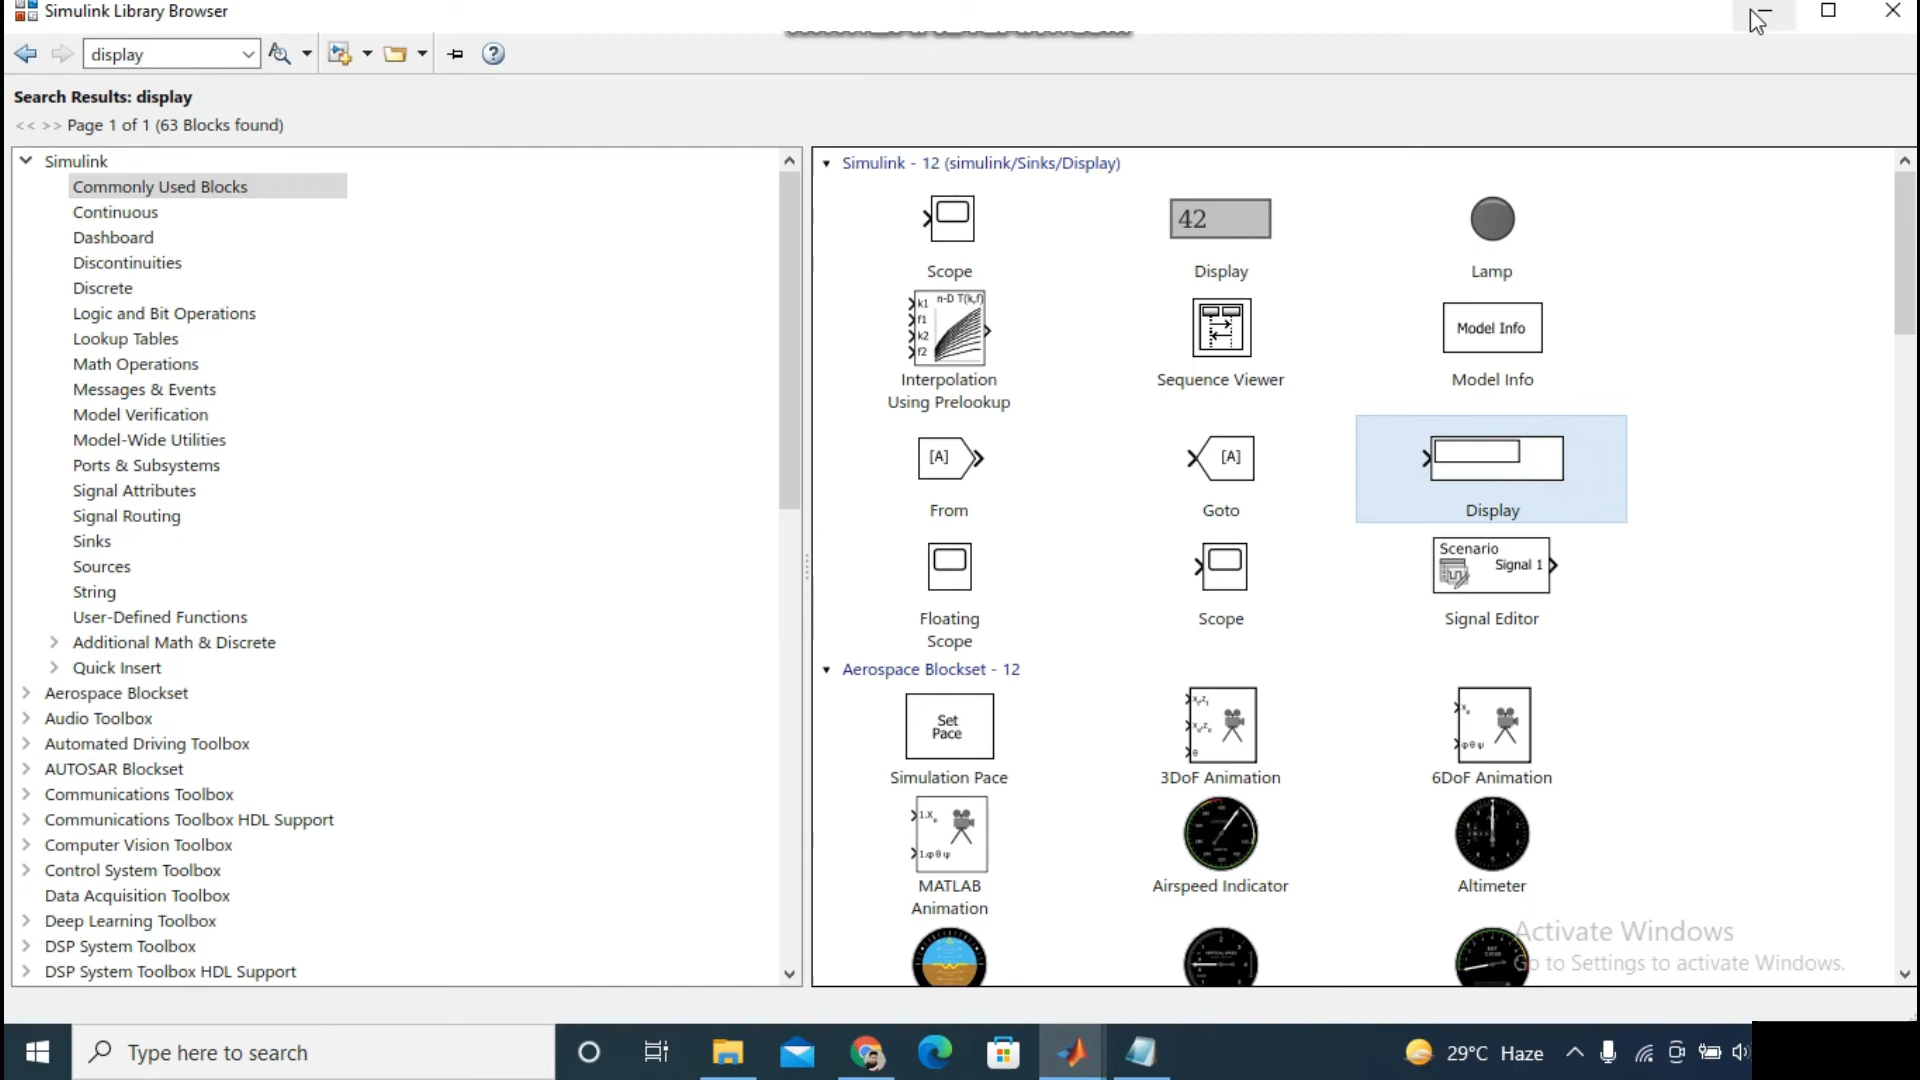 Simulink Library Browser
display
Search Results: display
<< >> Page 1 of 1 (63 Blocks found)
Simulink
Commonly Used Blocks
Continuous
Dashboard
Discontinuities
Discrete
Logic and Bit Operations
Lookup Tables
Math Operations
Messages & Events
Model Verification
Model-Wide Utilities
Ports & Subsystems
Signal Attributes
Signal Routing
Sinks
Sources
String
User-Defined Functions
Additional Math & Discrete
Quick Insert
Aerospace Blockset
Audio Toolbox
Automated Driving Toolbox
AUTOSAR Blockset
Communications Toolbox
Communications Toolbox HDL Support
Computer Vision Toolbox
Control System Toolbox
Data Acquisition Toolbox
Deep Learning Toolbox
DSP System Toolbox
DSP System Toolbox HDL Support
Simulink - 12 (simulink/Sinks/Display)
42
Scope Display Lamp
n-D T(k,f)
k1
f1
k2
f2
Model Info
Interpolation Using Prelookup
Sequence Viewer
Model Info
[A] [A]
From Goto Display
Scenario
Signal 1
Floating Scope
Scope
Signal Editor
Aerospace Blockset - 12
Set Pace
Simulation Pace 3DoF Animation 6DoF Animation
MATLAB Animation
Airspeed Indicator
Altimeter
Activate Windows
Go to Settings to activate Windows.
Type here to search
29°C Haze